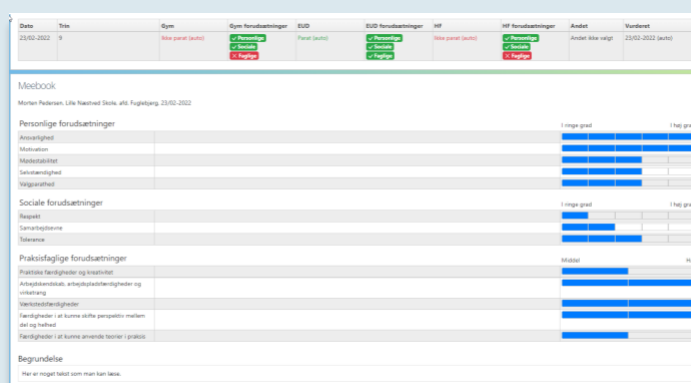 Dato Trin Gym Gym forudsætninger EUD EUD forudsætninger HF HF forudsætninger Andet Vurderet
23/02-2022 9 Ikke parat (auto) Personlige Parat (auto) Personlige Ikke parat (auto) Personlige Andet ikke valgt 23/02-2022 (auto)
Sociale Sociale Sociale
Faglige Faglige Faglige
Meebook
Morten Pedersen, Lille Næstved Skole, afd. Fuglebjerg, 23/02-2022
Personlige forudsætninger I ringe grad I høj gra
Ansvarlighed
Motivation
Mødestabilitet
Selvstændighed
Valgparathed
Sociale forudsætninger I ringe grad I høj gra
Respekt
Samarbejdsevne
Tolerance
Praksisfaglige forudsætninger Middel H
Praktiske færdigheder og kreativitet
Arbejdskendskab, arbejdspladsfærdigheder og
virketrang
Værkstedsfærdigheder
Færdigheder i at kunne skifte perspektiv mellem
del og helhed
Færdigheder i at kunne anvende teorier i praksis
Begrundelse
Her er noget tekst som man kan læse.